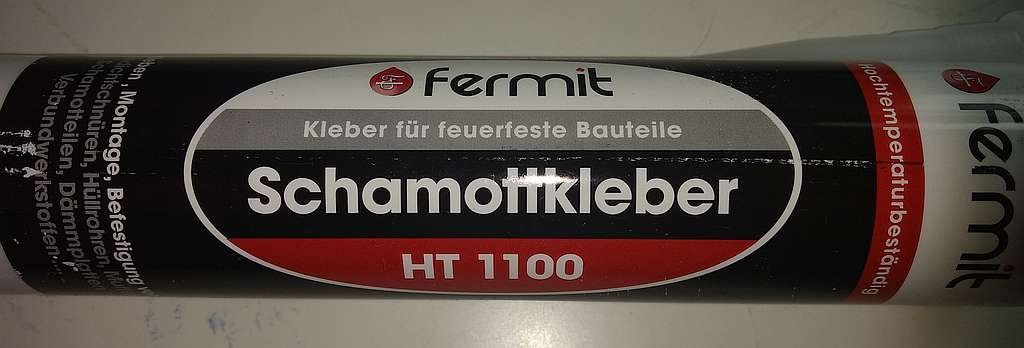 fermit
Kleber für feuerfeste Bauteile
Schamottkleber
HT 1100
Hochtemperaturbeständig
fermit
Montage, Befestigung
Hüllrohren,
Verbundwerkstoffen...